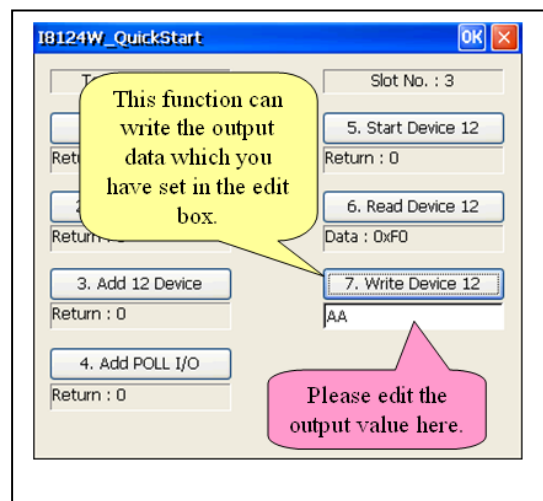 I8124W_QuickStart
OK
Slot No. : 3
This function can
write the output
data which you
have set in the edit
box.
5. Start Device 12
Return : 0
6. Read Device 12
Data : 0xF0
3. Add 12 Device
Return : 0
7. Write Device 12
AA
4. Add POLL I/O
Return : 0
Please edit the
output value here.